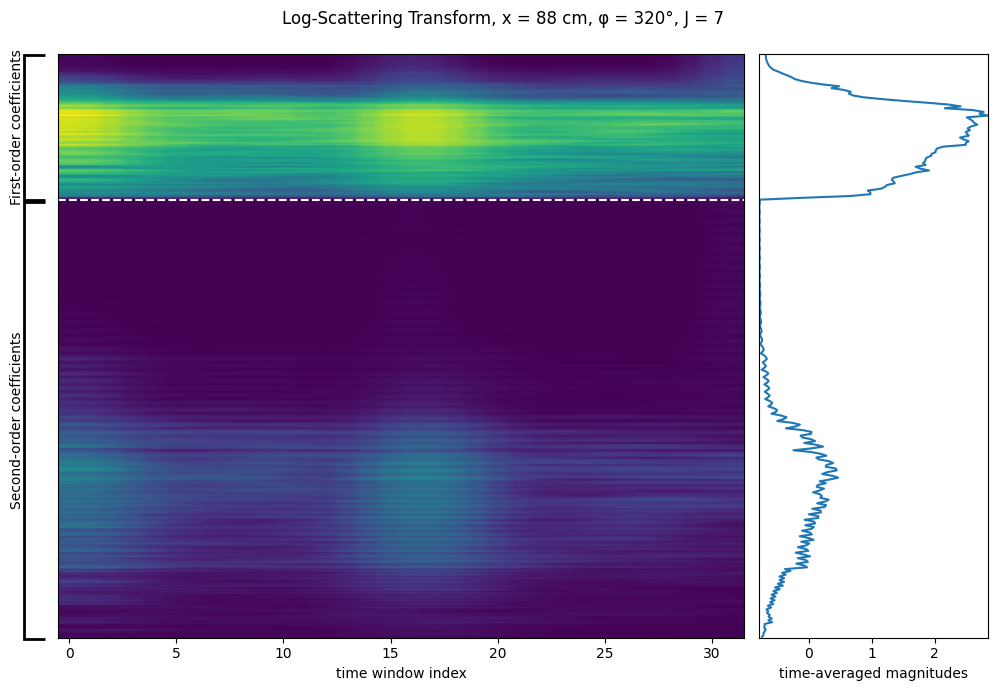 Log-Scattering Transform, x = 88 cm, φ = 320°, J = 7
First-order coefficients
Second-order coefficients
0 5 10 15 20 25 30
time window index
0 1 2
time-averaged magnitudes